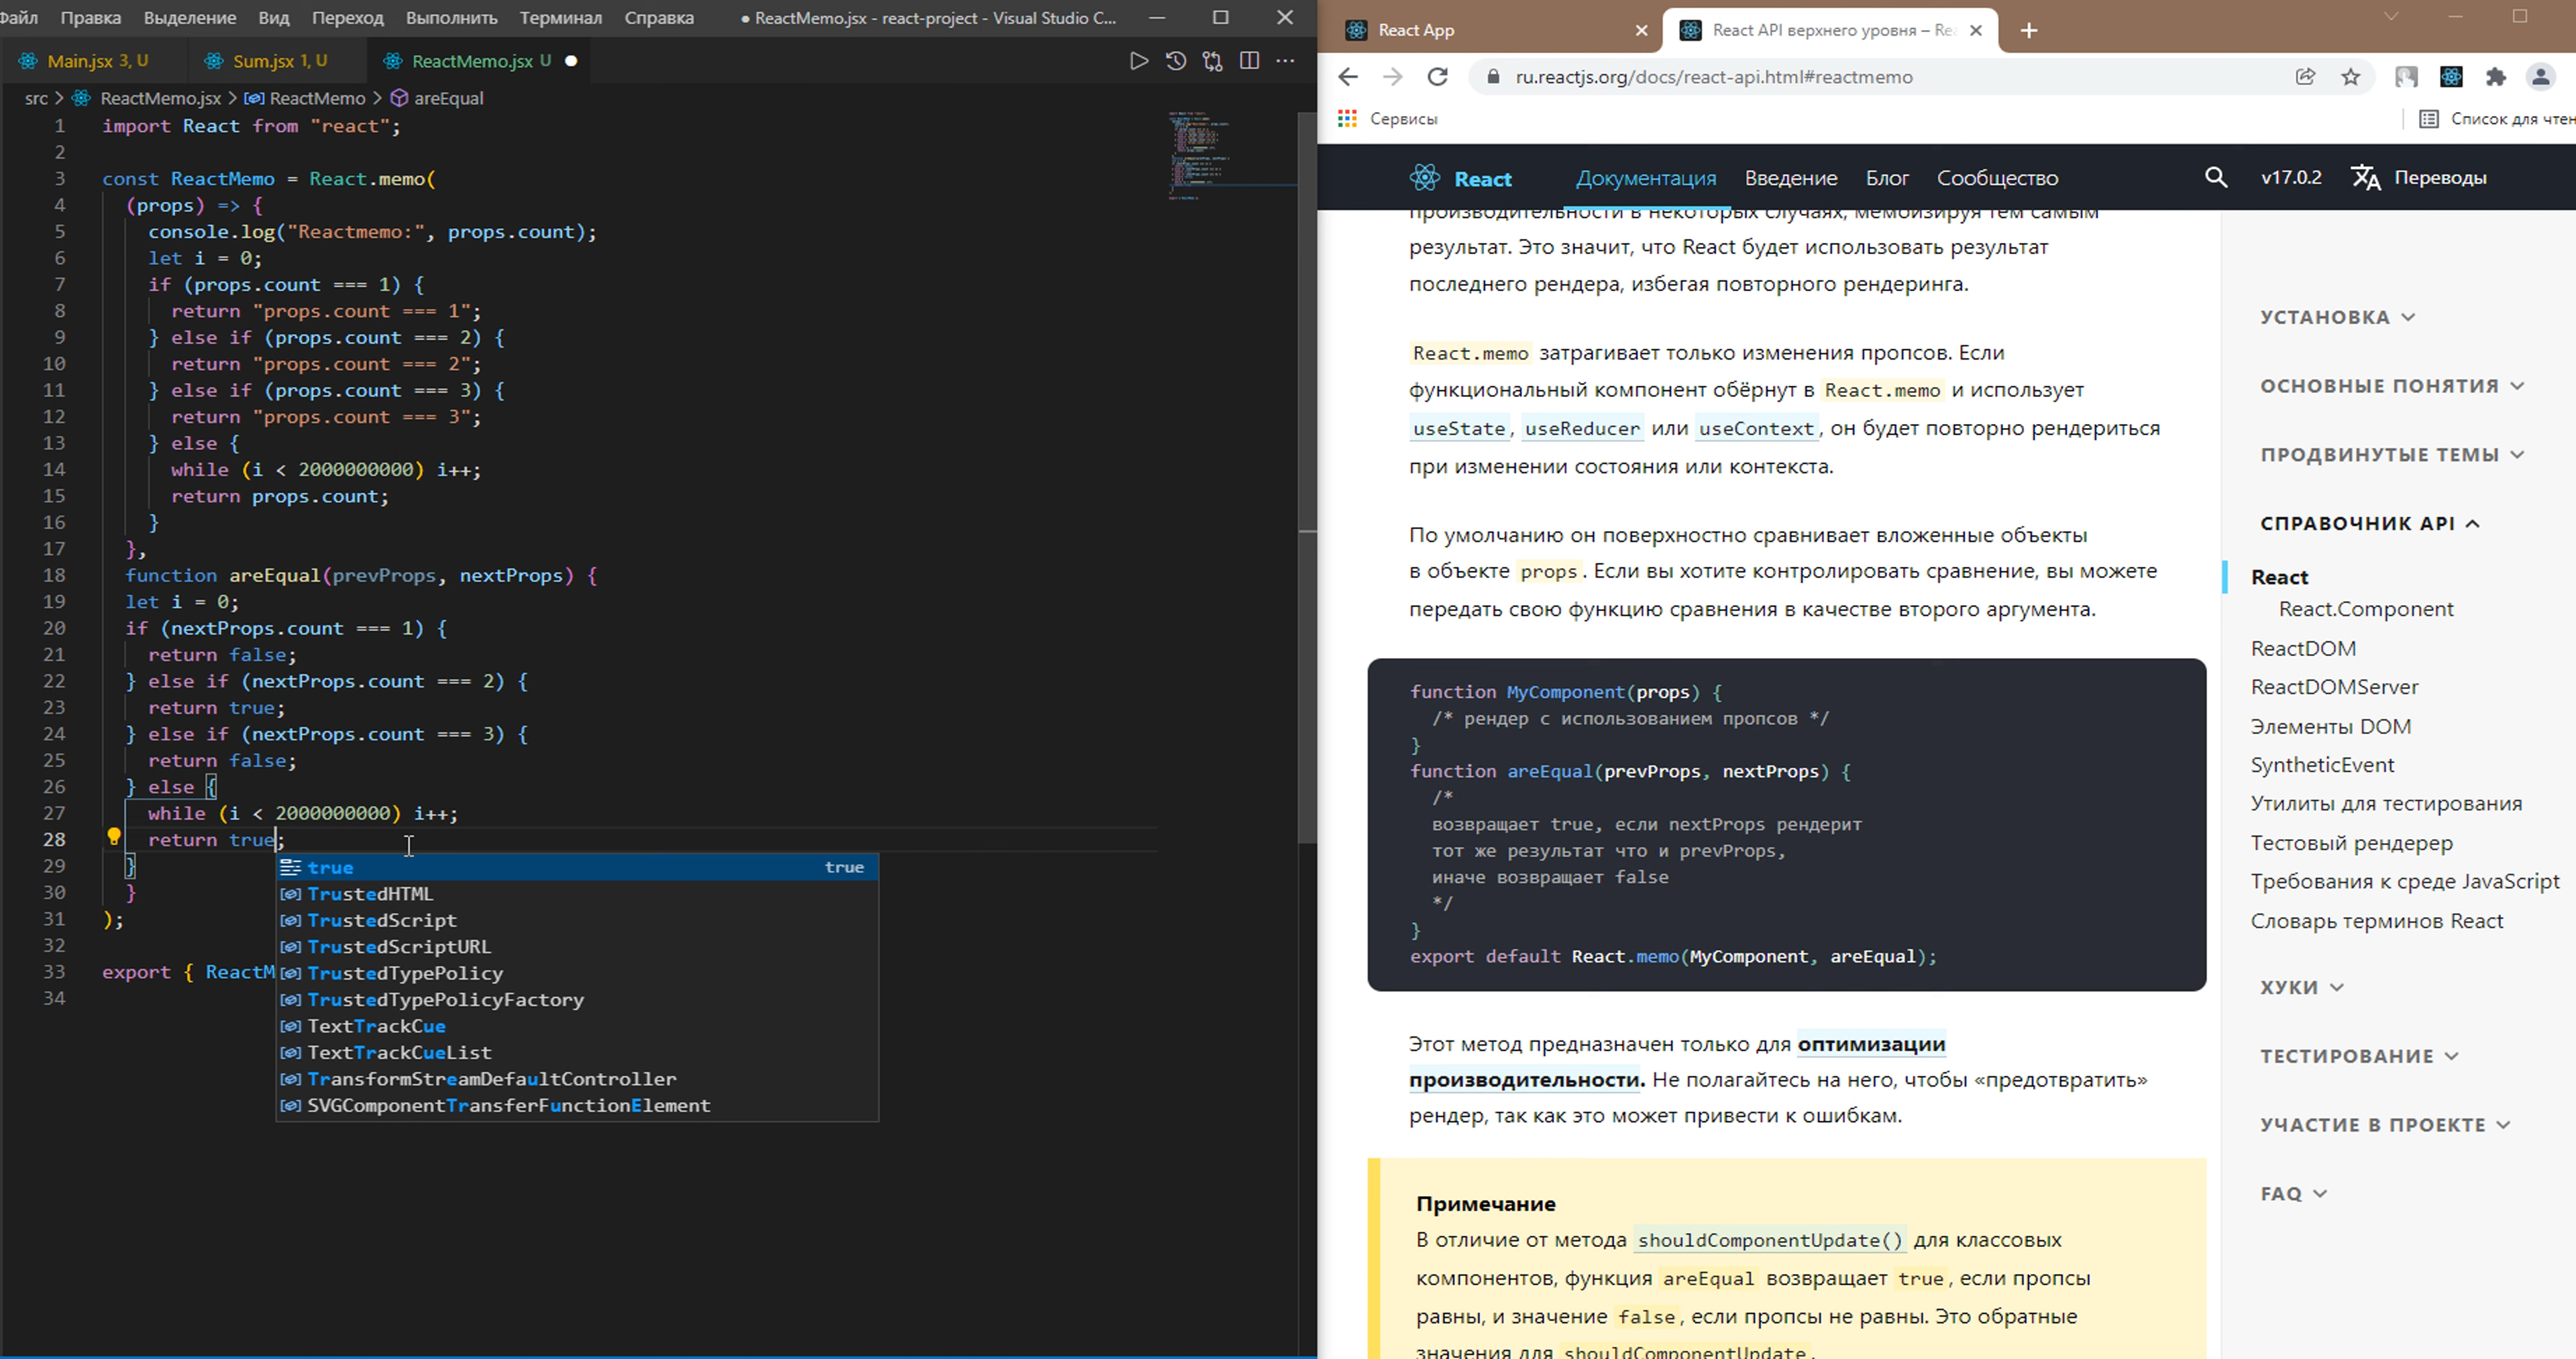 Файл Правка Выделение Вид Переход Выполнить Терминал Справка ● ReactMemo.jsx - react-project - Visual Studio C...
Main.jsx 3, U Sum.jsx 1, U ReactMemo.jsx U
src > ReactMemo.jsx > ReactMemo > areEqual
1 import React from "react";
2
3 const ReactMemo = React.memo(
4 (props) => {
5 console.log("Reactmemo:", props.count);
6 let i = 0;
7 if (props.count === 1) {
8 return "props.count === 1";
9 } else if (props.count === 2) {
10 return "props.count === 2";
11 } else if (props.count === 3) {
12 return "props.count === 3";
13 } else {
14 while (i < 2000000000) i++;
15 return props.count;
16 }
17 },
18 function areEqual(prevProps, nextProps) {
19 let i = 0;
20 if (nextProps.count === 1) {
21 return false;
22 } else if (nextProps.count === 2) {
23 return true;
24 } else if (nextProps.count === 3) {
25 return false;
26 } else {
27 while (i < 2000000000) i++;
28 return true;
29 }
30 }
31 );
32
33 export { ReactM
34
true true
TrustedHTML
TrustedScript
TrustedScriptURL
TrustedTypePolicy
TrustedTypePolicyFactory
TextTrackCue
TextTrackCueList
TransformStreamDefaultController
SVGComponentTransferFunctionElement
React App
React API верхнего уровня – Rea
ru.reactjs.org/docs/react-api.html#reactmemo
Сервисы
Список для чтен
React Документация Введение Блог Сообщество v17.0.2 Переводы
производительности в некоторых случаях, мемоизируя тем самым
результат. Это значит, что React будет использовать результат
последнего рендера, избегая повторного рендеринга.
React.memo затрагивает только изменения пропсов. Если
функциональный компонент обёрнут в React.memo и использует
useState, useReducer или useContext, он будет повторно рендериться
при изменении состояния или контекста.
По умолчанию он поверхностно сравнивает вложенные объекты
в объекте props. Если вы хотите контролировать сравнение, вы можете
передать свою функцию сравнения в качестве второго аргумента.
function MyComponent(props) {
/* рендер с использованием пропсов */
}
function areEqual(prevProps, nextProps) {
/*
возвращает true, если nextProps рендерит
тот же результат что и prevProps,
иначе возвращает false
*/
}
export default React.memo(MyComponent, areEqual);
Этот метод предназначен только для оптимизации
производительности. Не полагайтесь на него, чтобы «предотвратить»
рендер, так как это может привести к ошибкам.
Примечание
В отличие от метода shouldComponentUpdate() для классовых
компонентов, функция areEqual возвращает true, если пропсы
равны, и значение false, если пропсы не равны. Это обратные
значения для shouldComponentUpdate.
УСТАНОВКА
ОСНОВНЫЕ ПОНЯТИЯ
ПРОДВИНУТЫЕ ТЕМЫ
СПРАВОЧНИК API
React
React.Component
ReactDOM
ReactDOMServer
Элементы DOM
SyntheticEvent
Утилиты для тестирования
Тестовый рендерер
Требования к среде JavaScript
Словарь терминов React
ХУКИ
ТЕСТИРОВАНИЕ
УЧАСТИЕ В ПРОЕКТЕ
FAQ